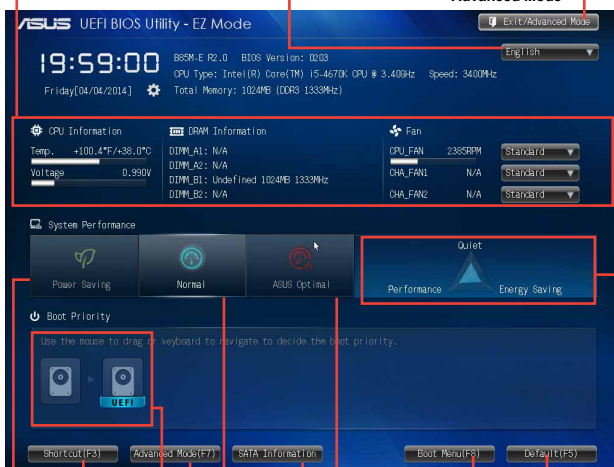 Advanced Mode
ASUS UEFI BIOS Utility - EZ Mode
Exit/Advanced Mode
English
19:59:00
Friday[04/04/2014]
B85M-E R2.0 BIOS Version: 0203
CPU Type: Intel(R) Core(TM) i5-4670K CPU @ 3.40GHz Speed: 3400MHz
Total Memory: 1024MB (DDR3 1333MHz)
CPU Information
Temp. +100.4°F/+38.0°C
Voltage 0.990V
DRAM Information
DIMM_A1: N/A
DIMM_A2: N/A
DIMM_B1: Undefined 1024MB 1333MHz
DIMM_B2: N/A
Fan
CPU_FAN 2385RPM Standard
CHA_FAN1 N/A Standard
CHA_FAN2 N/A Standard
System Performance
Power Saving
Normal
ASUS Optimal
Quiet
Performance
Energy Saving
Boot Priority
Use the mouse to drag or keyboard to navigate to decide the boot priority.
UEFI
Shortcut(F3)
Advanced Mode(F7)
SATA Information
Boot Menu(F8)
Default(F5)